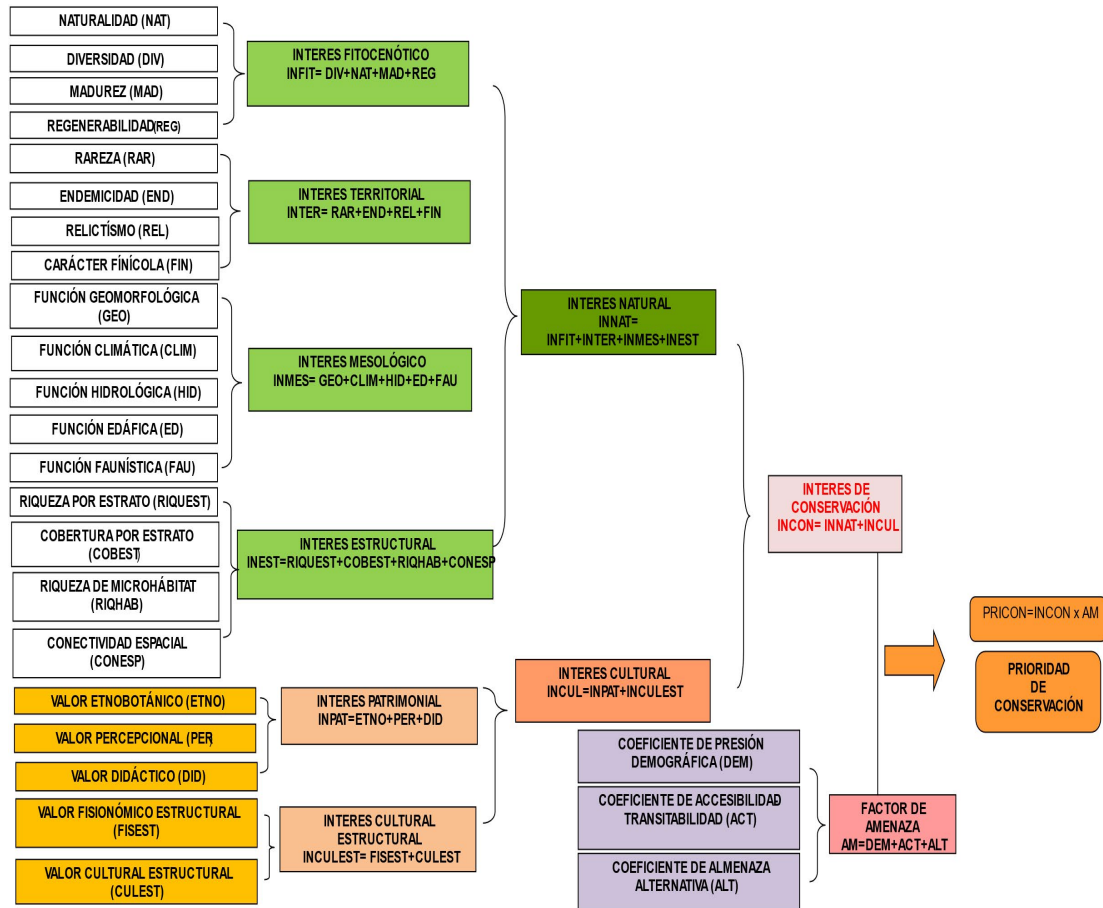 NATURALIDAD (NAT)
DIVERSIDAD (DIV)
MADUREZ (MAD)
REGENERABILIDAD(REG)
RAREZA (RAR)
ENDEMICIDAD (END)
RELICTÍSMO (REL)
CARÁCTER FÍNÍCOLA (FIN)
FUNCIÓN GEOMORFOLÓGICA
(GEO)
FUNCIÓN CLIMÁTICA (CLIM)
FUNCIÓN HIDROLÓGICA (HID)
FUNCIÓN EDÁFICA (ED)
FUNCIÓN FAUNÍSTICA (FAU)
RIQUEZA POR ESTRATO (RIQUEST)
COBERTURA POR ESTRATO
(COBEST)
RIQUEZA DE MICROHÁBITAT
(RIQHAB)
CONECTIVIDAD ESPACIAL
(CONESP)
VALOR ETNOBOTÁNICO (ETNO)
VALOR PERCEPCIONAL (PER)
VALOR DIDÁCTICO (DID)
VALOR FISIONÓMICO ESTRUCTURAL
(FISEST)
VALOR CULTURAL ESTRUCTURAL
(CULEST)
INTERES FITOCENÓTICO
INFIT= DIV+NAT+MAD+REG
INTERES TERRITORIAL
INTER= RAR+END+REL+FIN
INTERES MESOLÓGICO
INMES= GEO+CLIM+HID+ED+FAU
INTERES ESTRUCTURAL
INEST=RIQUEST+COBEST+RIQHAB+CONESP
INTERES PATRIMONIAL
INPAT=ETNO+PER+DID
INTERES CULTURAL
ESTRUCTURAL
INCULEST= FISEST+CULEST
INTERES NATURAL
INNAT=
INFIT+INTER+INMES+INEST
INTERES CULTURAL
INCUL=INPAT+INCULEST
COEFICIENTE DE PRESIÓN
DEMOGRÁFICA (DEM)
COEFICIENTE DE ACCESIBILIDAD-
TRANSITABILIDAD (ACT)
COEFICIENTE DE ALMENAZA
ALTERNATIVA (ALT)
INTERES DE
CONSERVACIÓN
INCON= INNAT+INCUL
FACTOR DE
AMENAZA
AM=DEM+ACT+ALT
PRICON=INCON x AM
PRIORIDAD
DE
CONSERVACIÓN